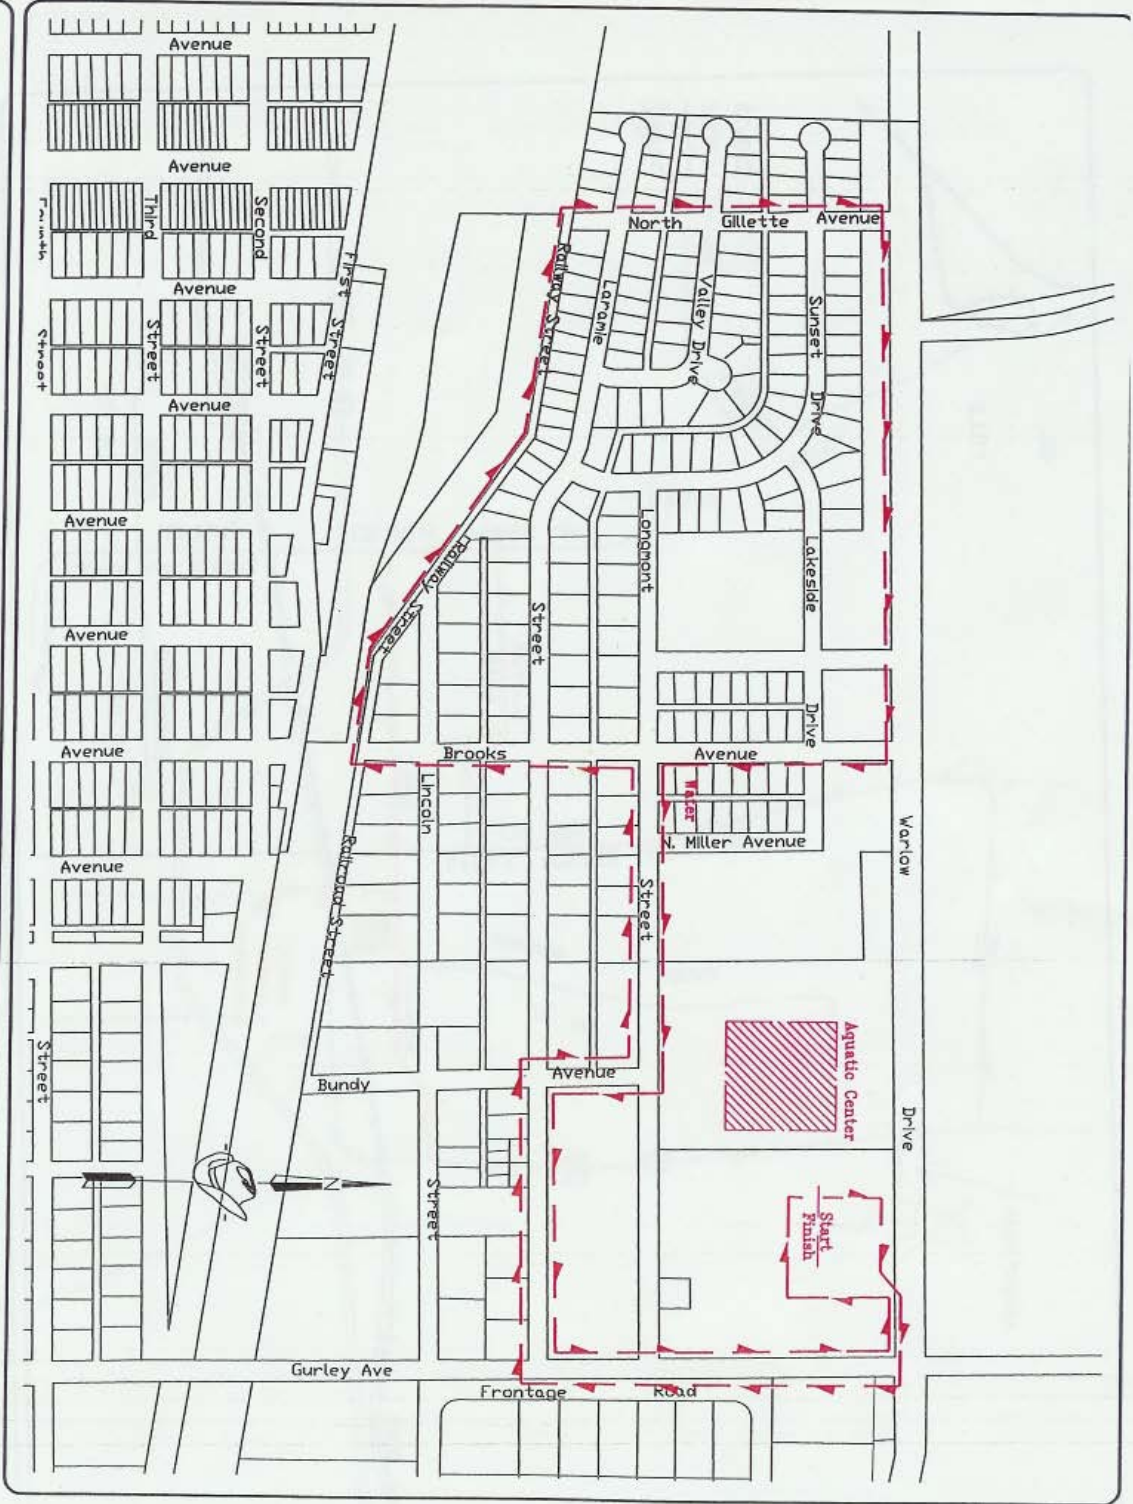 Avenue
Avenue
Third
Second
First
Avenue
Street
Street
Street
Street
Avenue
Avenue
Avenue
Avenue
Avenue
Street
North Gillette Avenue
Railway Street
Laramie
Valley Drive
Sunset Drive
Railway Street
Street
Longmont
Lakeside
Drive
Brooks
Avenue
Lincoln
Water
N. Miller Avenue
Warlow
Railroad Street
Street
Aquatic Center
Bundy
Avenue
Drive
N
Street
Start
Finish
Gurley Ave
Frontage Road